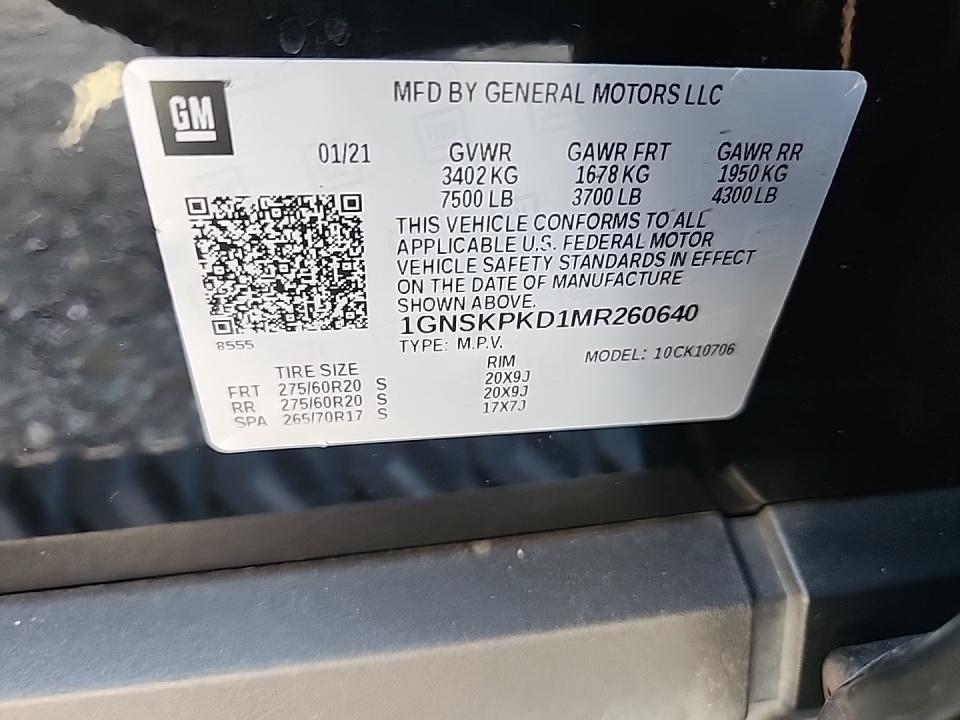 GM
MFD BY GENERAL MOTORS LLC
01/21 GVWR GAWR FRT GAWR RR
3402 KG 1678 KG 1950 KG
7500 LB 3700 LB 4300 LB
THIS VEHICLE CONFORMS TO ALL
APPLICABLE U.S. FEDERAL MOTOR
VEHICLE SAFETY STANDARDS IN EFFECT
ON THE DATE OF MANUFACTURE
SHOWN ABOVE.
1GNSKPKD1MR260640
8555
TYPE: M.P.V. MODEL: 10CK10706
TIRE SIZE RIM
FRT 275/60R20 S 20X9J
RR 275/60R20 S 20X9J
SPA 265/70R17 S 17X7J